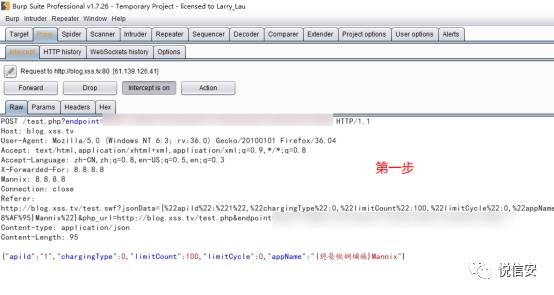 Burp Suite Professional v1.7.26 - Temporary Project - licensed to Larry_Lau
Burp Intruder Repeater Window Help
Target Proxy Spider Scanner Intruder Repeater Sequencer Decoder Comparer Extender Project options User options Alerts
Intercept HTTP history WebSockets history Options
Request to http://blog.xss.tv:80 [61.139.126.41]
Forward Drop Intercept is on Action
Raw Params Headers Hex
POST /test.php?endpoint= HTTP/1.1
Host: blog.xss.tv
User-Agent: Mozilla/5.0 (Windows NT 6.3; rv:36.0) Gecko/20100101 Firefox/36.04
Accept: text/html,application/xhtml+xml,application/xml;q=0.9,*/*;q=0.8
Accept-Language: zh-CN,zh;q=0.8,en-US;q=0.5,en;q=0.3
X-Forwarded-For: 8.8.8.8
第一步
Mannix: 8.8.8.8
Connection: close
Referer:
http://blog.xss.tv/test.swf?jsonData={%22apiId%22:%221%22,%22chargingType%22:0,%22limitCount%22:100,%22limitCycle%22:0,%22appName
8%AF%95}Mannix%22}&php_url=http://blog.xss.tv/test.php&endpoint=
Content-type: application/json
Content-Length: 95
{"apiId":"1","chargingType":0,"limitCount":100,"limitCycle":0,"appName":"{ }Mannix"}
悦信安